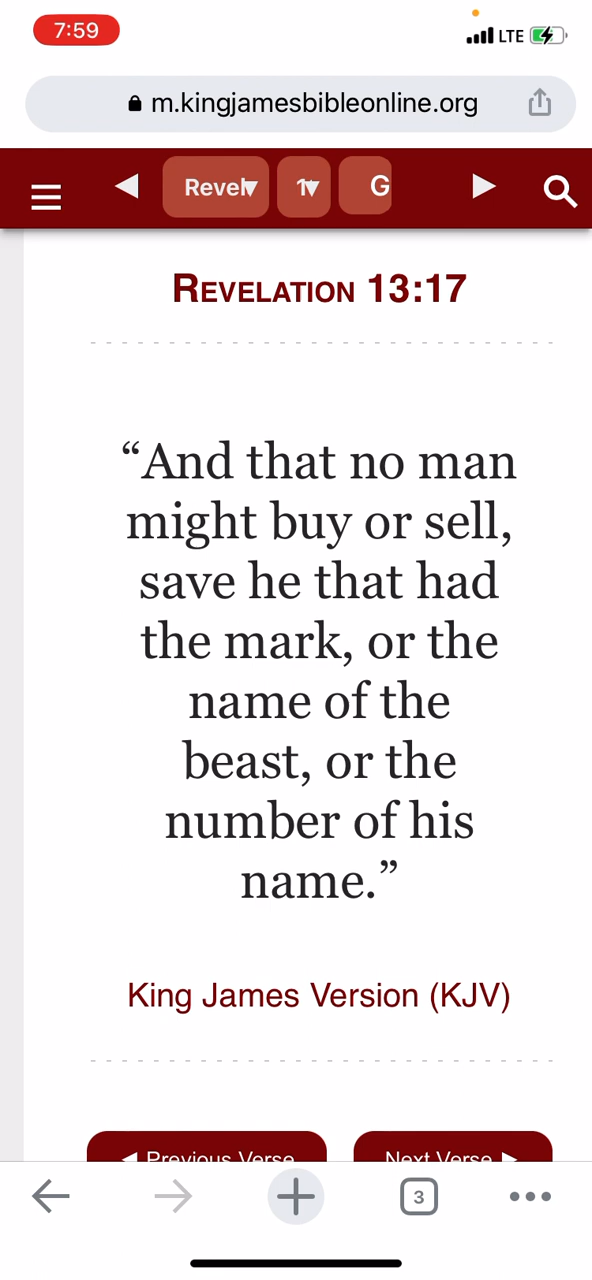 7:59
LTE
m.kingjamesbibleonline.org
Revel
1
G
REVELATION 13:17
“And that no man
might buy or sell,
save he that had
the mark, or the
name of the
beast, or the
number of his
name.”
King James Version (KJV)
◀ Previous Verse
Next Verse ▶
3